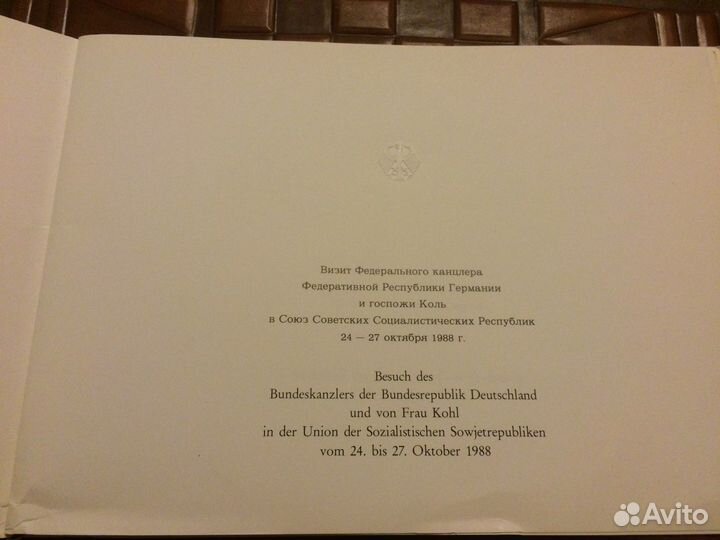 Визит Федерального канцлера
Федеративной Республики Германии
и госпожи Коль
в Союз Советских Социалистических Республик
24 — 27 октября 1988 г.
Besuch des
Bundeskanzlers der Bundesrepublik Deutschland
und von Frau Kohl
in der Union der Sozialistischen Sowjetrepubliken
vom 24. bis 27. Oktober 1988
Avito